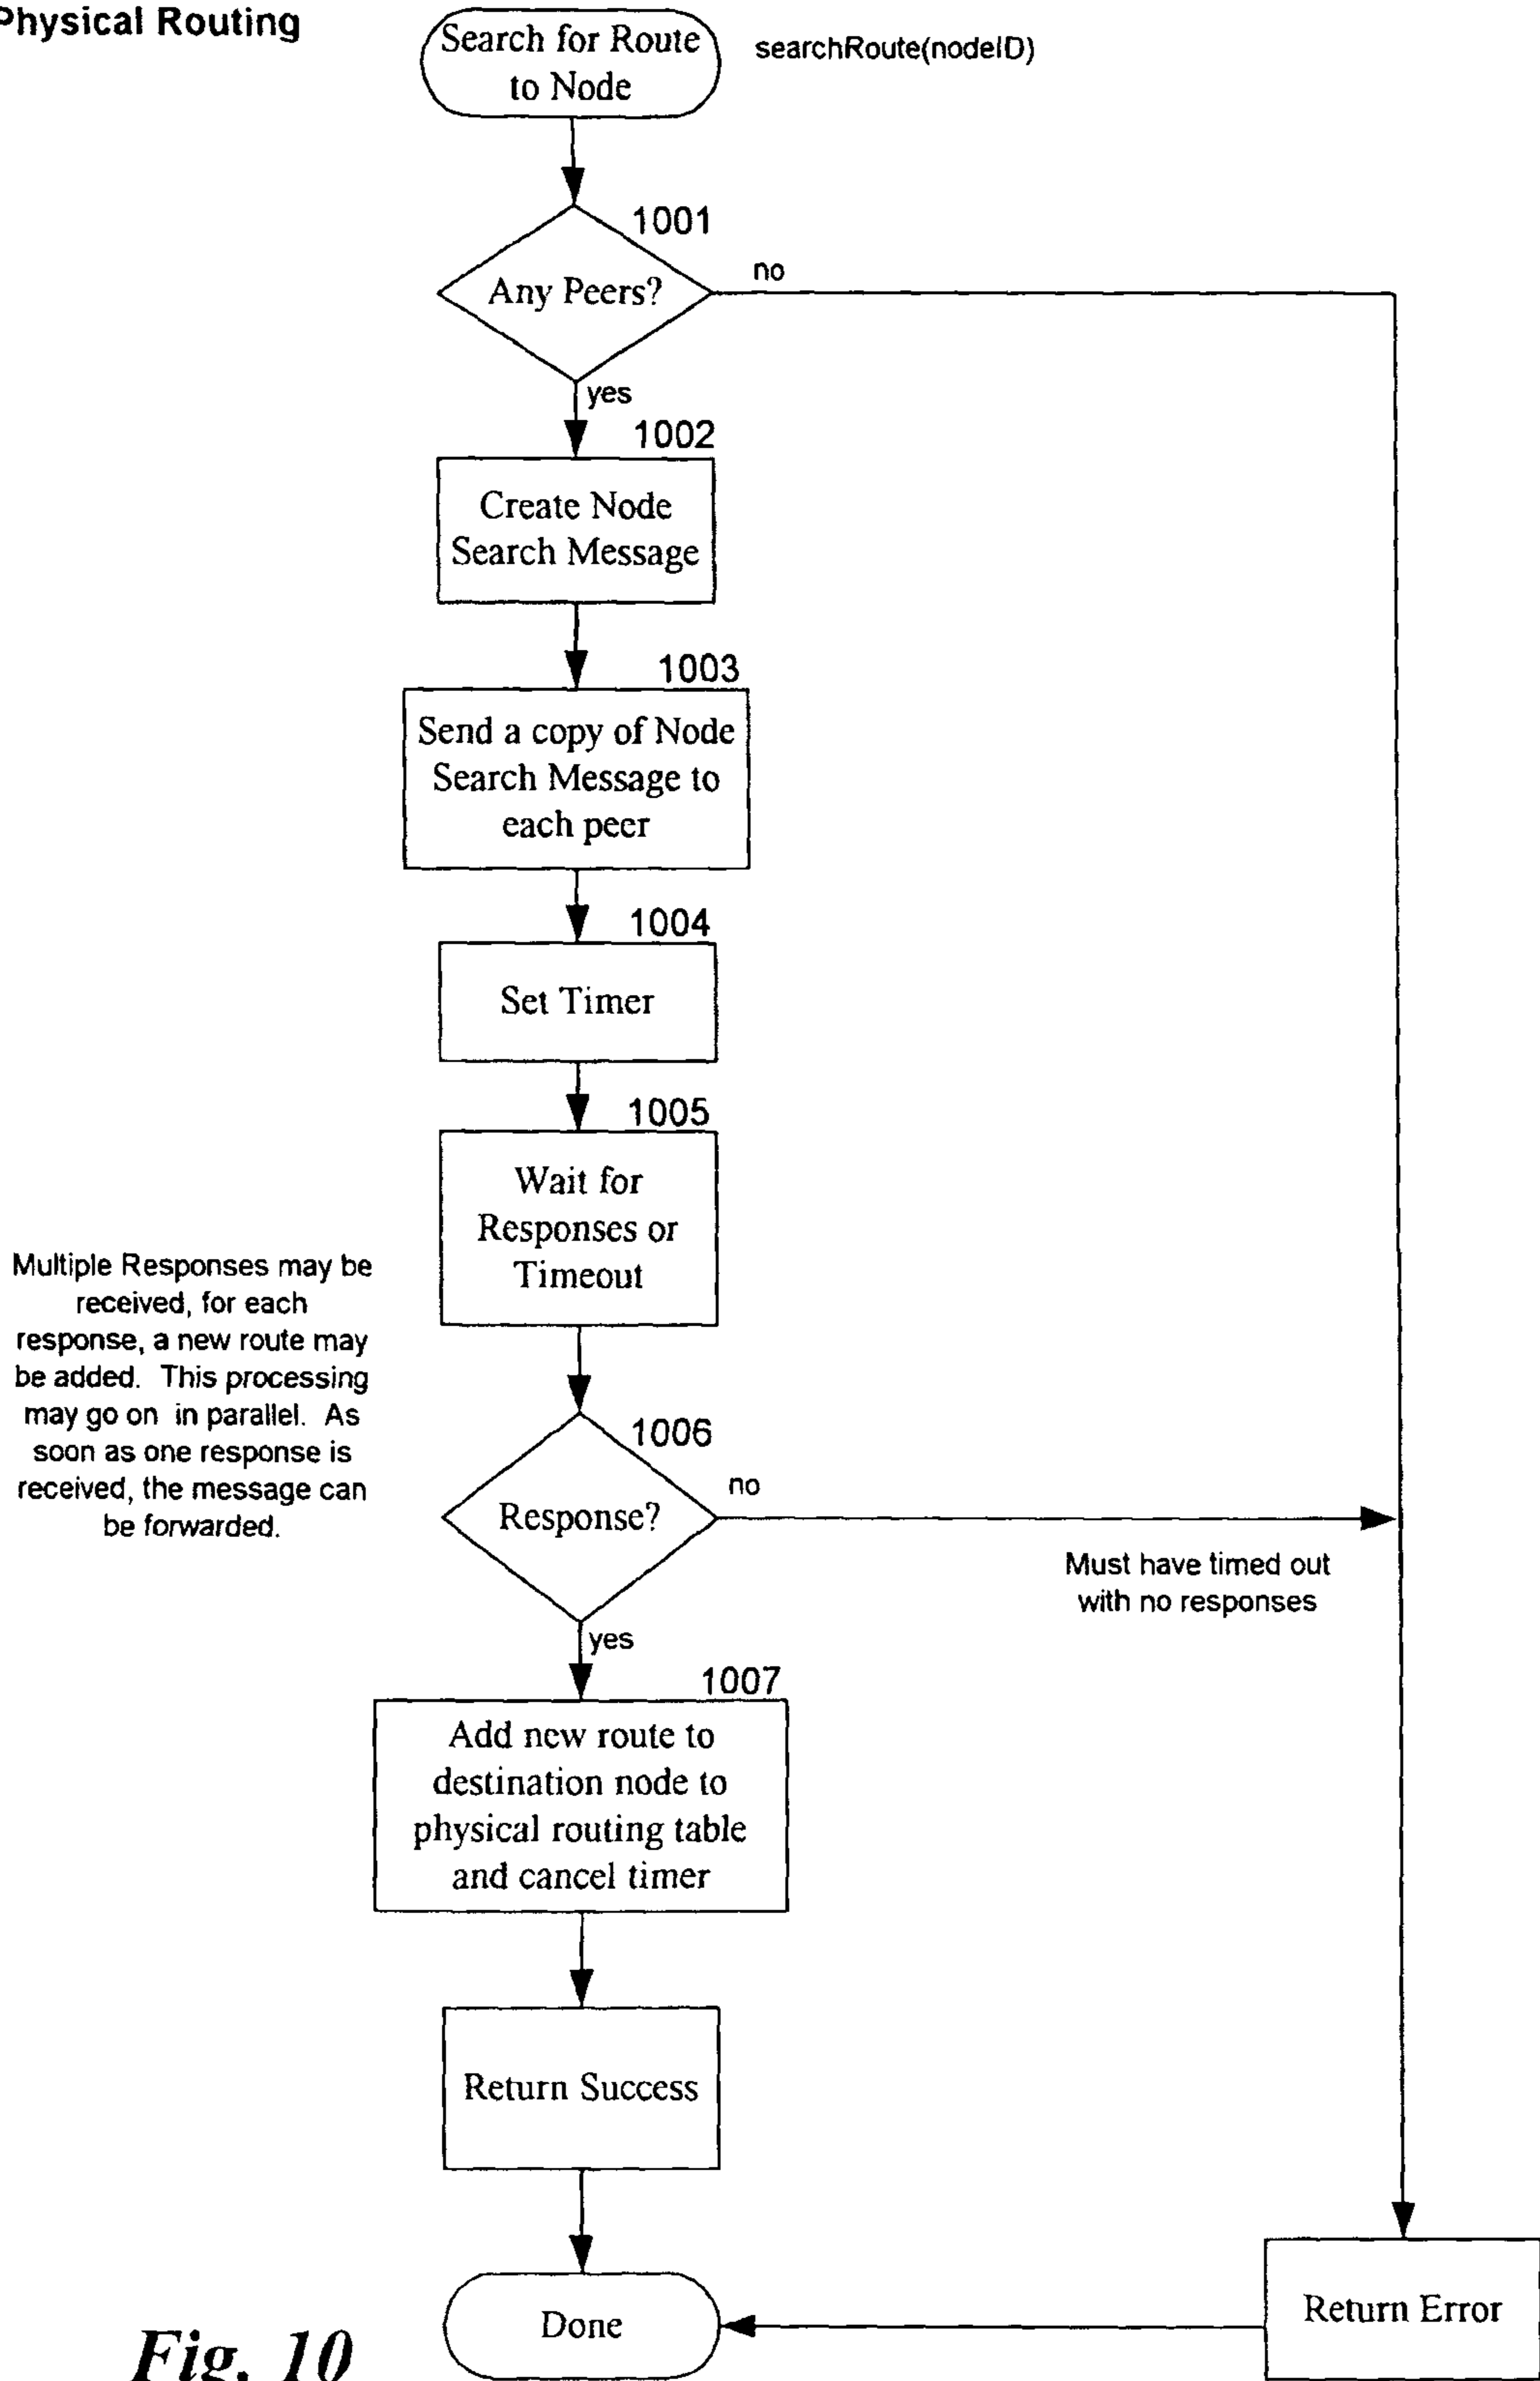 Physical Routing
Search for Route
to Node
searchRoute(nodeID)
1001
Any Peers?
no
yes
1002
Create Node
Search Message
1003
Send a copy of Node
Search Message to
each peer
1004
Set Timer
1005
Wait for
Responses or
Timeout
Multiple Responses may be
received, for each
response, a new route may
be added. This processing
may go on in parallel. As
soon as one response is
received, the message can
be forwarded.
1006
Response?
no
Must have timed out
with no responses
yes
1007
Add new route to
destination node to
physical routing table
and cancel timer
Return Success
Done
Return Error
Fig. 10